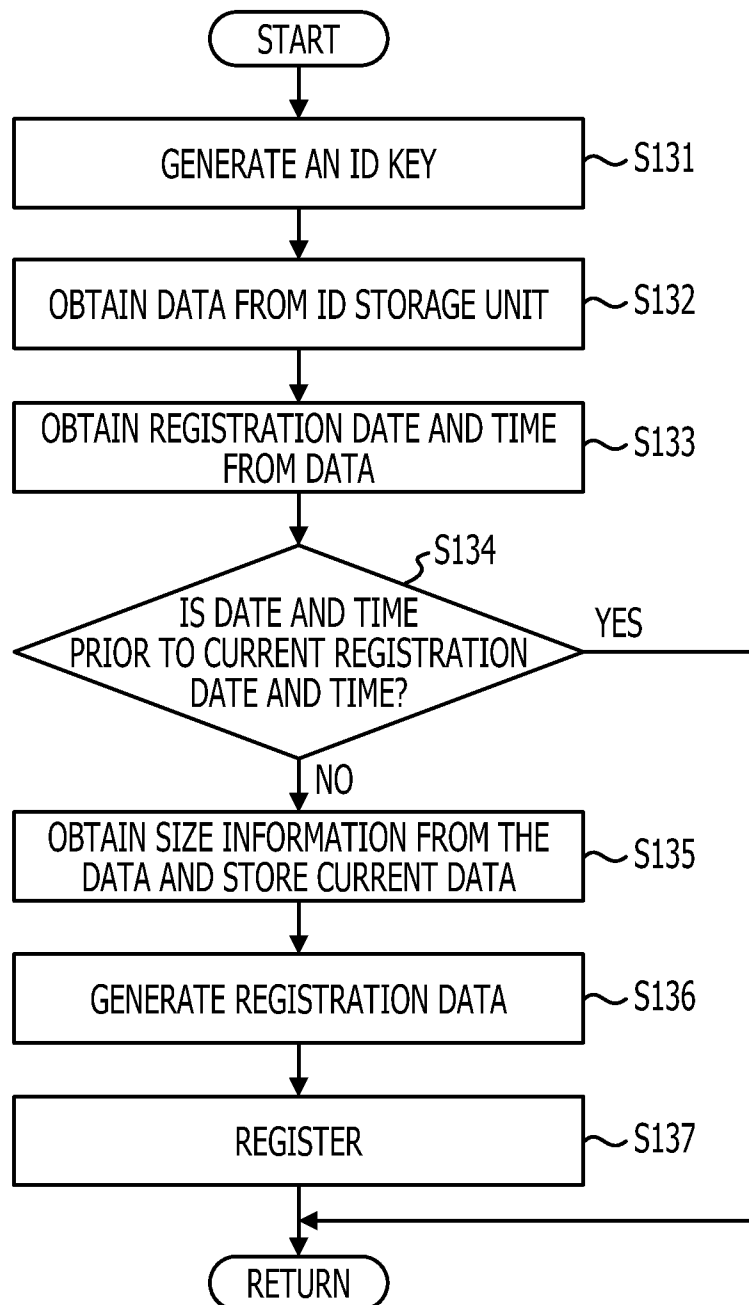 START
GENERATE AN ID KEY
S131
OBTAIN DATA FROM ID STORAGE UNIT
S132
OBTAIN REGISTRATION DATE AND TIME
FROM DATA
S133
S134
IS DATE AND TIME
PRIOR TO CURRENT REGISTRATION
DATE AND TIME?
YES
NO
OBTAIN SIZE INFORMATION FROM THE
DATA AND STORE CURRENT DATA
S135
GENERATE REGISTRATION DATA
S136
REGISTER
S137
RETURN